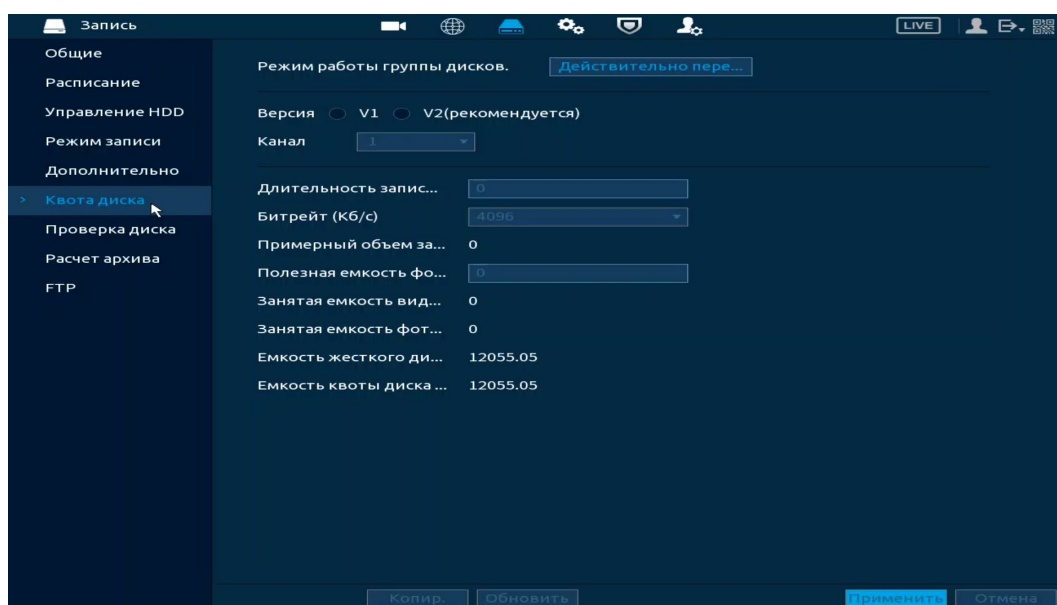 Запись
LIVE
Общие
Расписание
Управление HDD
Режим записи
Дополнительно
> Квота диска
Проверка диска
Расчет архива
FTP
Режим работы группы дисков. Действительно пере...
Версия V1 V2(рекомендуется)
Канал 1
Длительность запис... 0
Битрейт (Кб/с) 4096
Примерный объем за... 0
Полезная емкость фо... 0
Занятая емкость вид... 0
Занятая емкость фот... 0
Емкость жесткого ди... 12055.05
Емкость квоты диска ... 12055.05
Копир. Обновить Применить Отмена